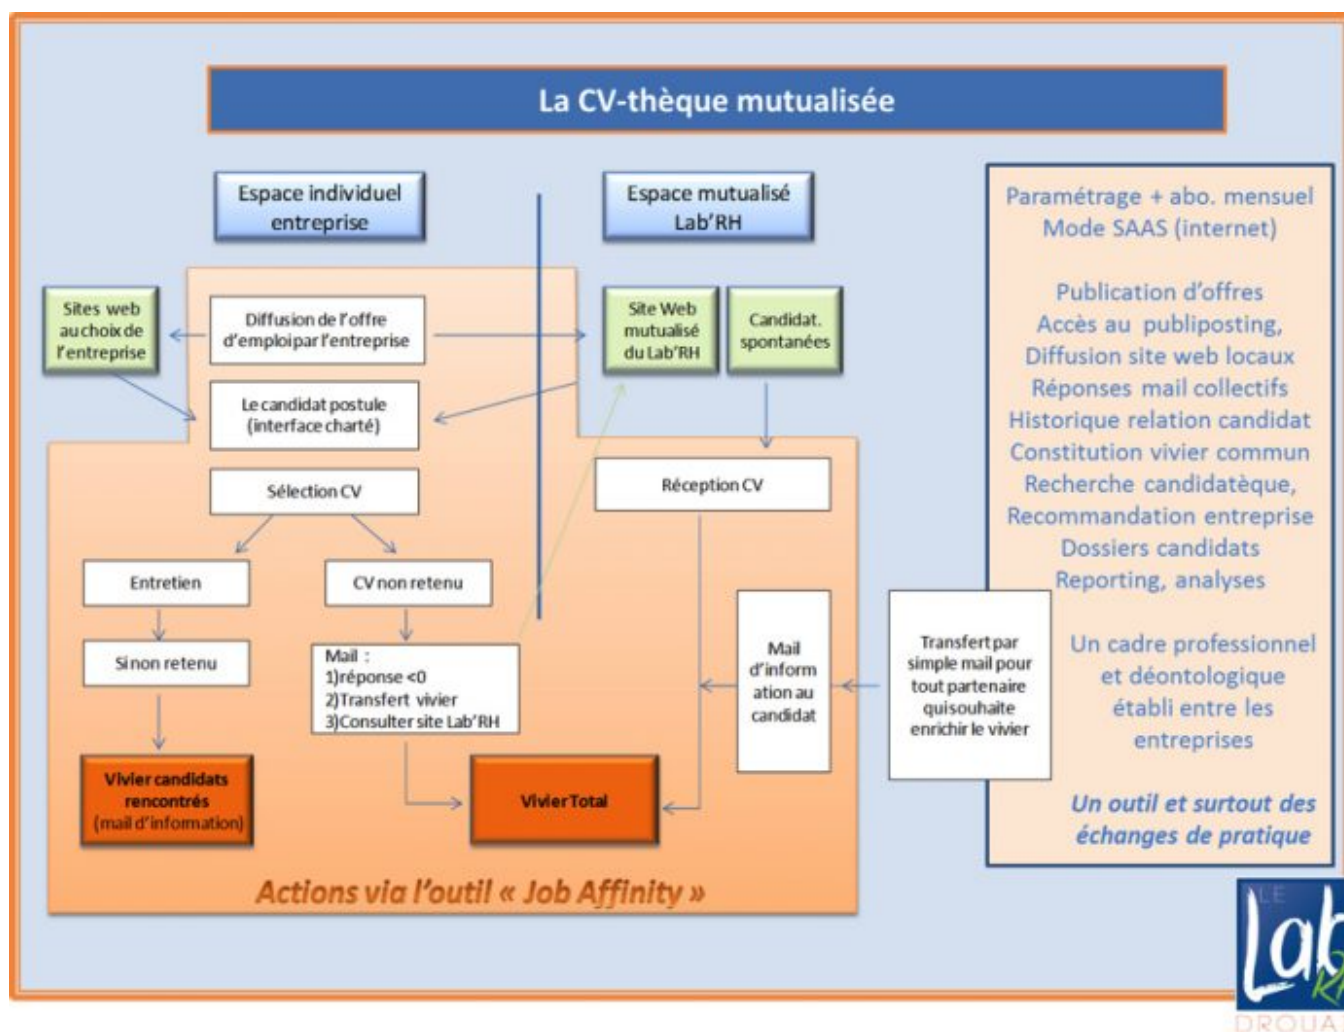 La CV-thèque mutualisée
Espace individuel
entreprise
Espace mutualisé
Lab'RH
Sites web
au choix de
l'entreprise
Diffusion de l'offre
d'emploi par l'entreprise
Site Web
mutualisé
du Lab'RH
Candidat.
spontanées
Le candidat postule
(interface charté)
Sélection CV
Réception CV
Entretien
CV non retenu
Si non retenu
Mail :
1)réponse <0
2)Transfert vivier
3)Consulter site Lab'RH
Mail
d'inform
ation au
candidat
Transfert par
simple mail pour
tout partenaire
qui souhaite
enrichir le vivier
Vivier candidats
rencontrés
(mail d'information)
Vivier Total
Actions via l'outil « Job Affinity »
Paramétrage + abo. mensuel
Mode SAAS (internet)
Publication d'offres
Accès au publiposting,
Diffusion site web locaux
Réponses mail collectifs
Historique relation candidat
Constitution vivier commun
Recherche candidatèque,
Recommandation entreprise
Dossiers candidats
Reporting, analyses
Un cadre professionnel
et déontologique
établi entre les
entreprises
Un outil et surtout des
échanges de pratique
LE
Lab
DROUA